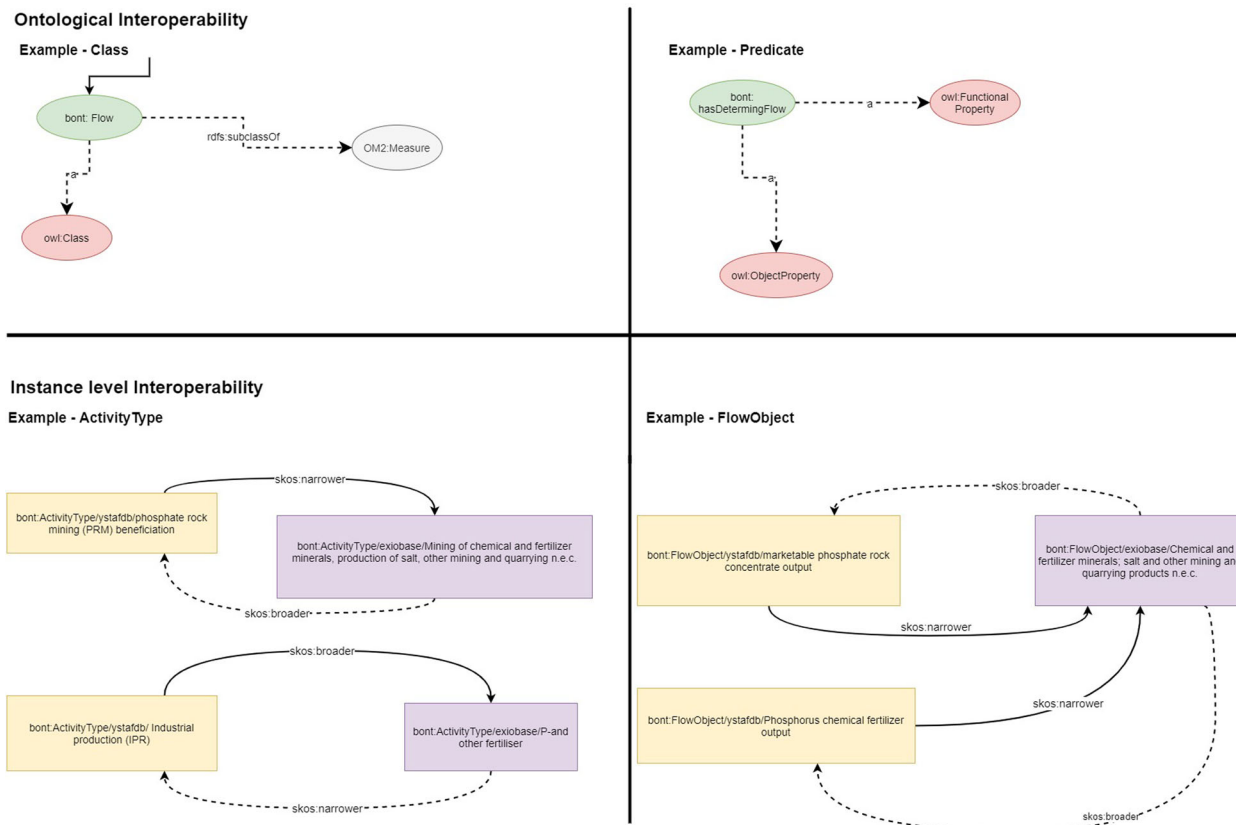 Ontological Interoperability
Example - Class
bont: Flow
rdfs:subclassOf
OM2:Measure
a
owl:Class
Example - Predicate
bont:
hasDetermingFlow
a
owl:Functional
Property
a
owl:ObjectProperty
Instance level Interoperability
Example - ActivityType
skos:narrower
bont:ActivityType/ystafdb/phosphate rock
mining (PRM) beneficiation
bont:ActivityType/exiobase/Mining of chemical and fertilizer
minerals, production of salt, other mining and quarrying n.e.c.
skos:broader
skos:broader
bont:ActivityType/ystafdb/ Industrial
production (IPR)
bont:ActivityType/exiobase/P-and
other fertiliser
skos:narrower
Example - FlowObject
skos:broader
bont:FlowObject/ystafdb/marketable phosphate rock
concentrate output
bont:FlowObject/exiobase/Chemical and
fertilizer minerals; salt and other mining and
quarrying products n.e.c.
skos:narrower
skos:narrower
bont:FlowObject/ystafdb/Phosphorus chemical fertilizer
output
skos:broader